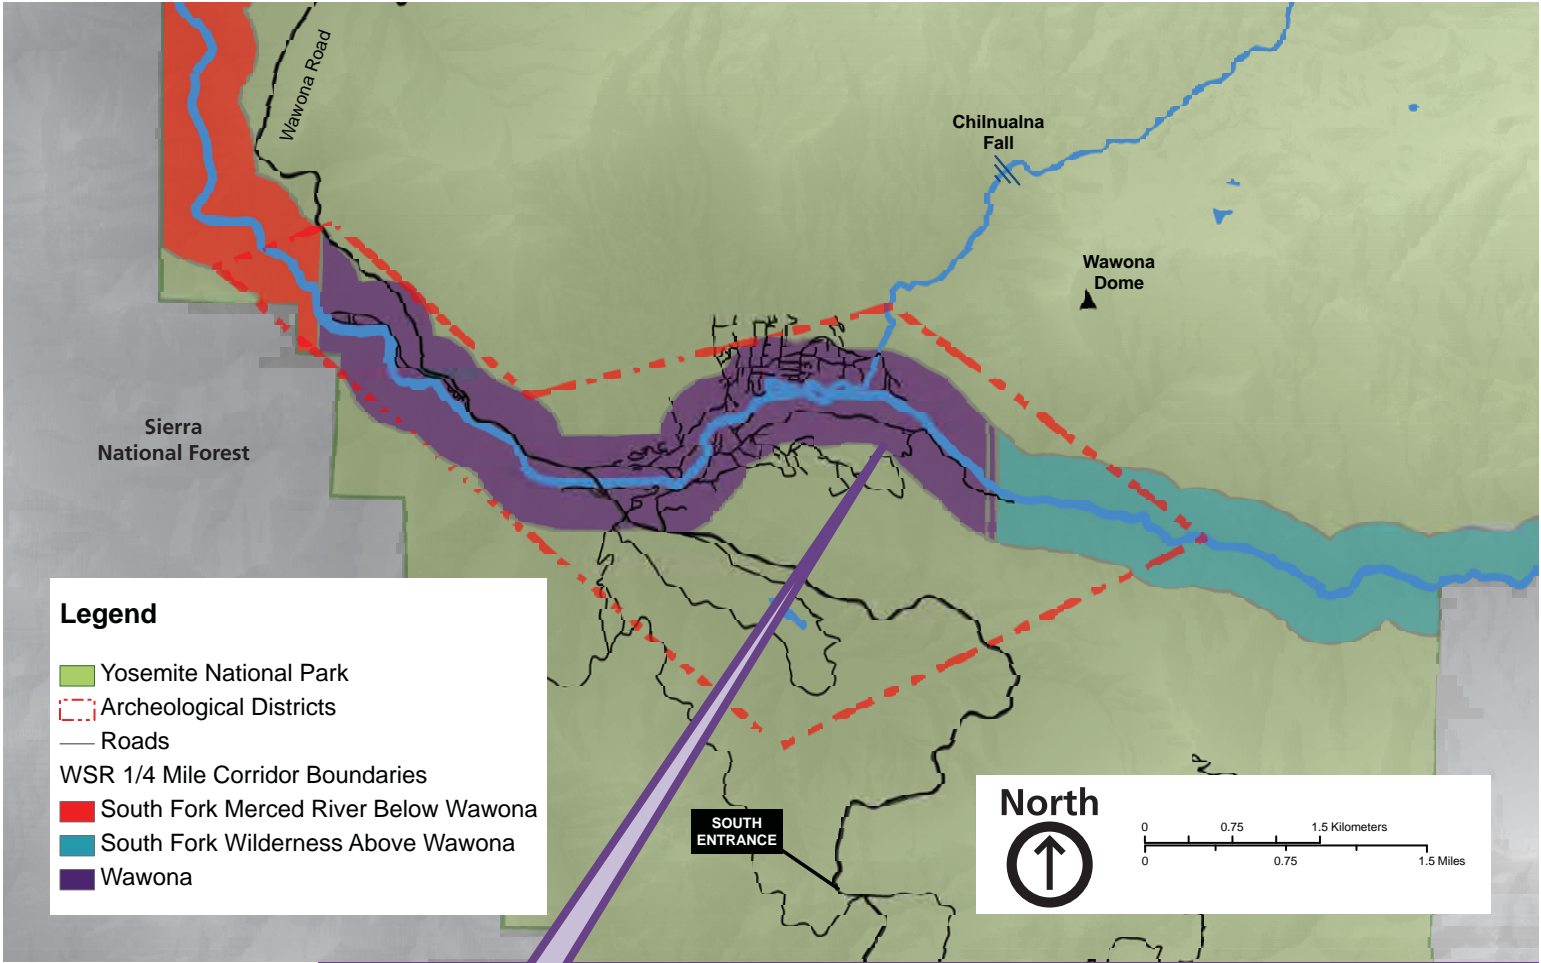 Wawona Road
Chilnualna
Fall
Wawona
Dome
Sierra
National Forest
Legend
Yosemite National Park
Archeological Districts
Roads
WSR 1/4 Mile Corridor Boundaries
South Fork Merced River Below Wawona
South Fork Wilderness Above Wawona
Wawona
SOUTH
ENTRANCE
North
0 0.75 1.5 Kilometers
0 0.75 1.5 Miles